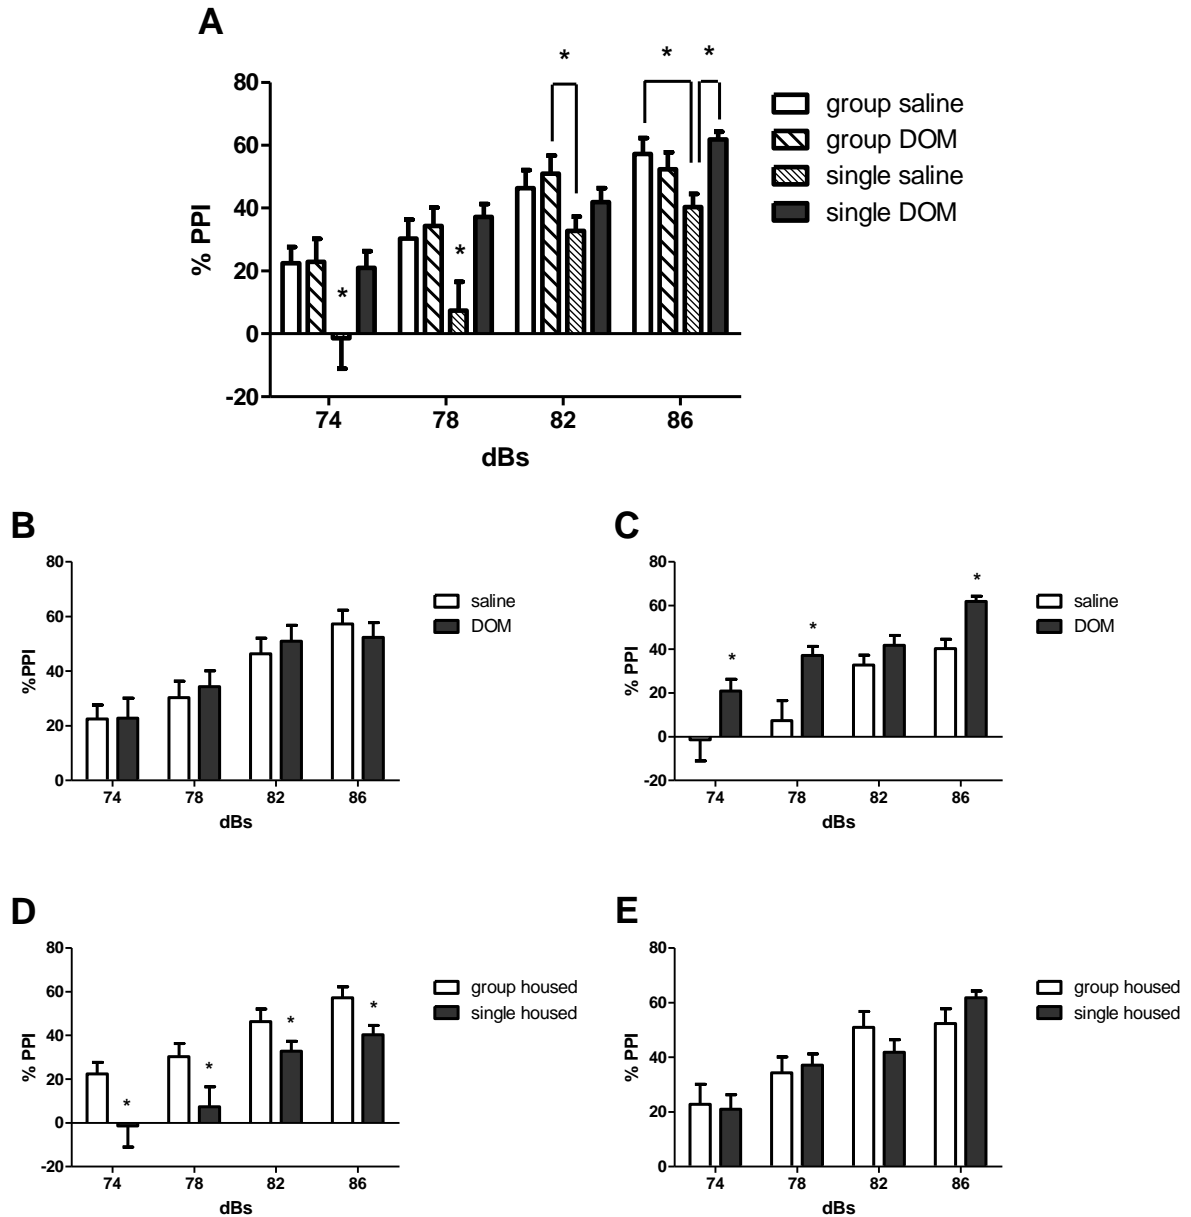 A
* * *
80
60
40
20
0
-20
% PPI
* *
74 78 82 86
dBs
group saline
group DOM
single saline
single DOM
B
80
60
40
20
0
%PPI
74 78 82 86
dBs
saline
DOM
C
80
60
40
20
0
-20
% PPI
* * *
74 78 82 86
dBs
saline
DOM
D
80
60
40
20
0
-20
% PPI
* * * *
74 78 82 86
dBs
group housed
single housed
E
80
60
40
20
0
% PPI
74 78 82 86
dBs
group housed
single housed